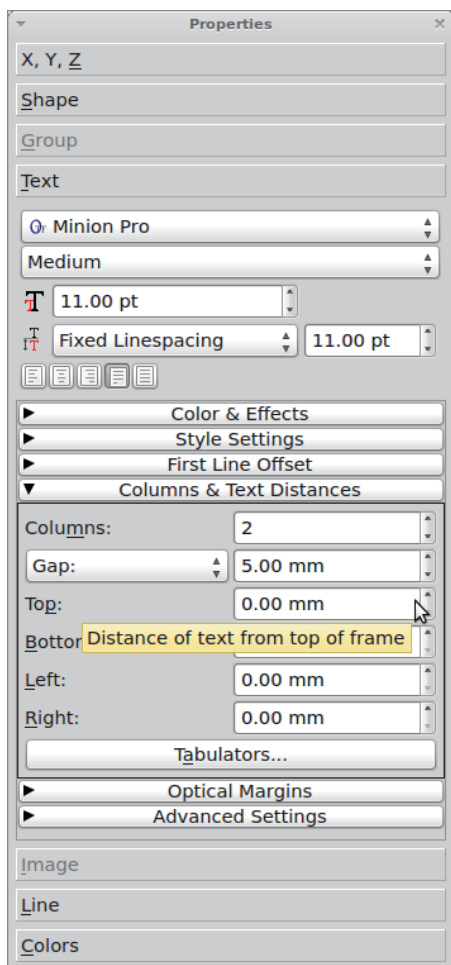 Properties
X, Y, Z
Shape
Group
Text
Minion Pro
Medium
11.00 pt
Fixed Linespacing 11.00 pt
Color & Effects
Style Settings
First Line Offset
Columns & Text Distances
Columns: 2
Gap: 5.00 mm
Top: 0.00 mm
Bottor Distance of text from top of frame
Left: 0.00 mm
Right: 0.00 mm
Tabulators...
Optical Margins
Advanced Settings
Image
Line
Colors